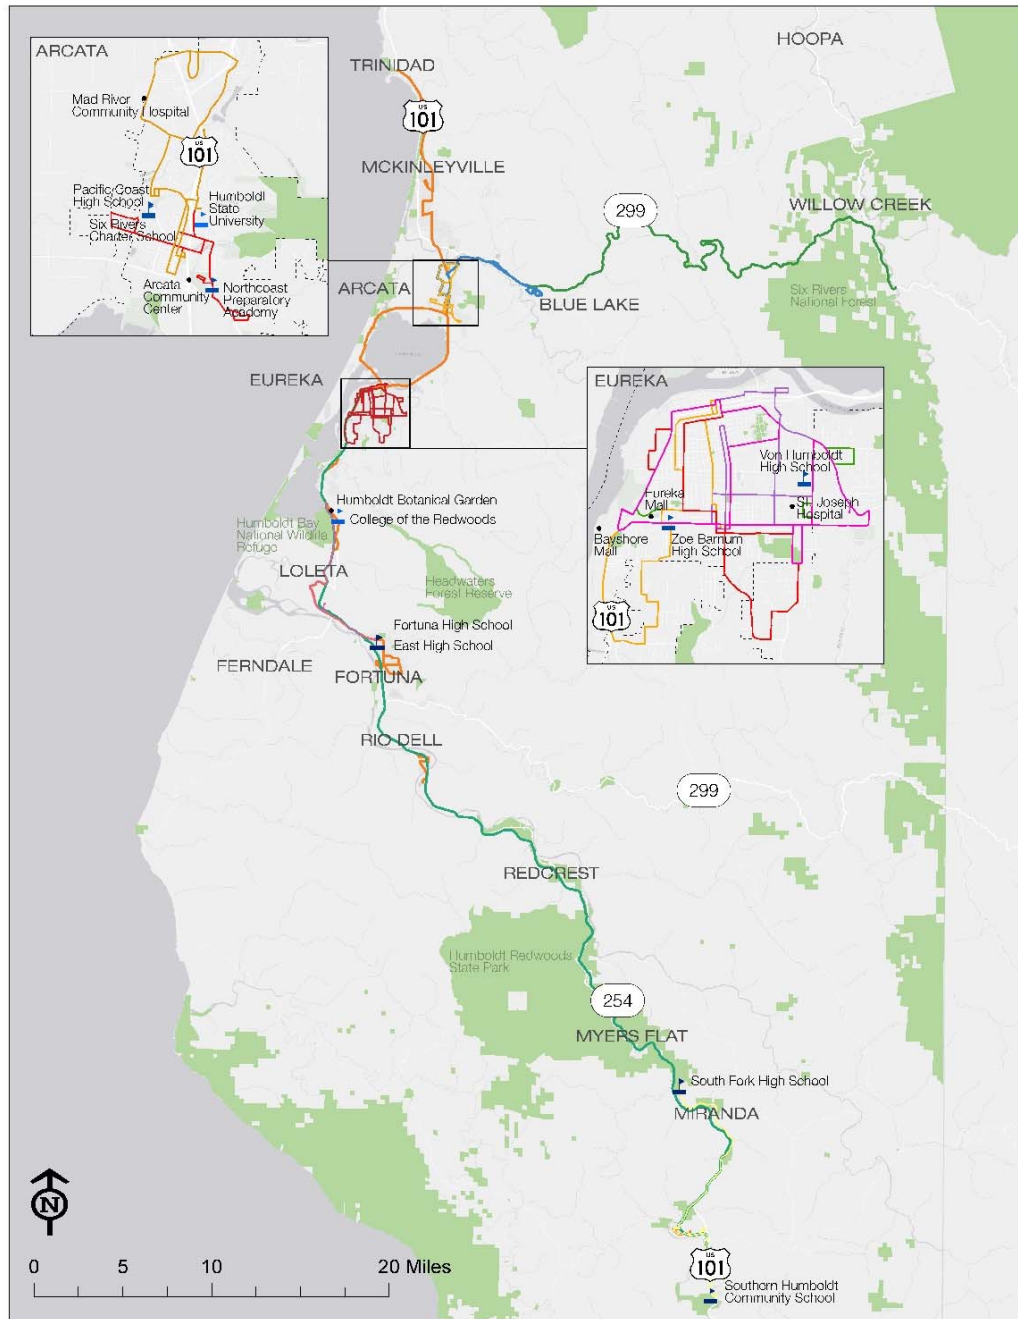 ARCATA
Mad River
Community Hospital
US
101
Pacific Coast
High School
Humboldt
State
University
Six Rivers
Charter School
Arcata
Community
Center
Northcoast
Preparatory
Academy
HOOPA
TRINIDAD
US
101
MCKINLEYVILLE
299
WILLOW CREEK
ARCATA
BLUE LAKE
Six Rivers
National Forest
EUREKA
EUREKA
Von Humboldt
High School
Eureka
Mall
St. Joseph
Hospital
Bayshore
Mall
Zoe Barnum
High School
US
101
Humboldt Botanical Garden
College of the Redwoods
Humboldt Bay
National Wildlife
Refuge
LOLETA
Headwaters
Forest Reserve
Fortuna High School
East High School
FERNDALE
FORTUNA
RIO DELL
299
REDCREST
Humboldt Redwoods
State Park
254
MYERS FLAT
South Fork High School
MIRANDA
N
US
101
0 5 10 20 Miles
Southern Humboldt
Community School